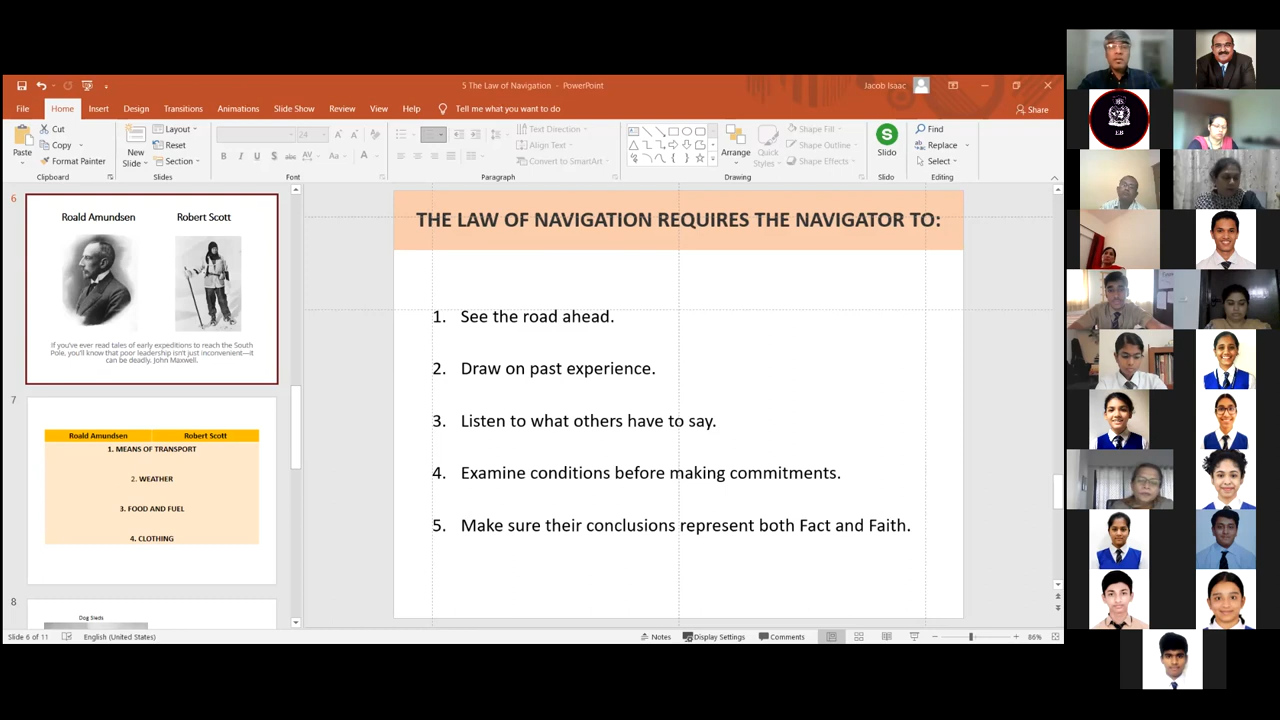 5 The Law of Navigation - PowerPoint
Jacob Isaac
File Home Insert Design Transitions Animations Slide Show Review View Help Tell me what you want to do
Share
Paste
Cut
Copy
Format Painter
Clipboard
New
Slide
Layout
Reset
Section
Slides
24
Font
Text Direction
Align Text
Convert to SmartArt
Paragraph
Arrange
Quick
Styles
Shape Fill
Shape Outline
Shape Effects
Drawing
Slido
Slido
Find
Replace
Select
Editing
6
Roald Amundsen Robert Scott
If you've ever read tales of early expeditions to reach the South
Pole, you'll know that poor leadership isn't just inconvenient—it
can be deadly. John Maxwell.
7
Roald Amundsen Robert Scott
1. MEANS OF TRANSPORT
2. WEATHER
3. FOOD AND FUEL
4. CLOTHING
8
Dog Sleds
THE LAW OF NAVIGATION REQUIRES THE NAVIGATOR TO:
1. See the road ahead.
2. Draw on past experience.
3. Listen to what others have to say.
4. Examine conditions before making commitments.
5. Make sure their conclusions represent both Fact and Faith.
Slide 6 of 11 English (United States) Notes Display Settings Comments 86%
EB